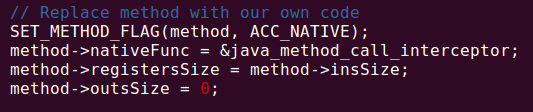 // Replace method with our own code
SET_METHOD_FLAG(method, ACC_NATIVE);
method->nativeFunc = &java_method_call_interceptor;
method->registersSize = method->insSize;
method->outsSize = 0;